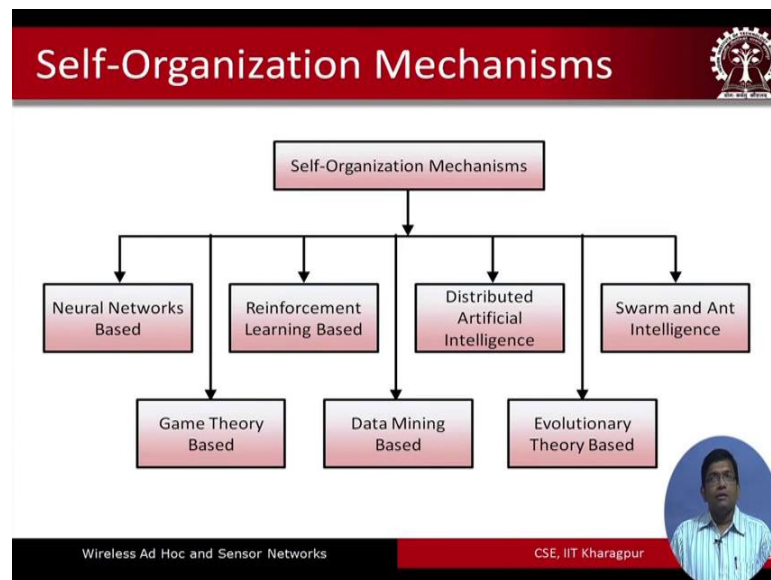 Self-Organization Mechanisms
Self-Organization Mechanisms
Neural Networks
Based
Reinforcement
Learning Based
Distributed
Artificial
Intelligence
Swarm and Ant
Intelligence
Game Theory
Based
Data Mining
Based
Evolutionary
Theory Based
Wireless Ad Hoc and Sensor Networks
CSE, IIT Kharagpur